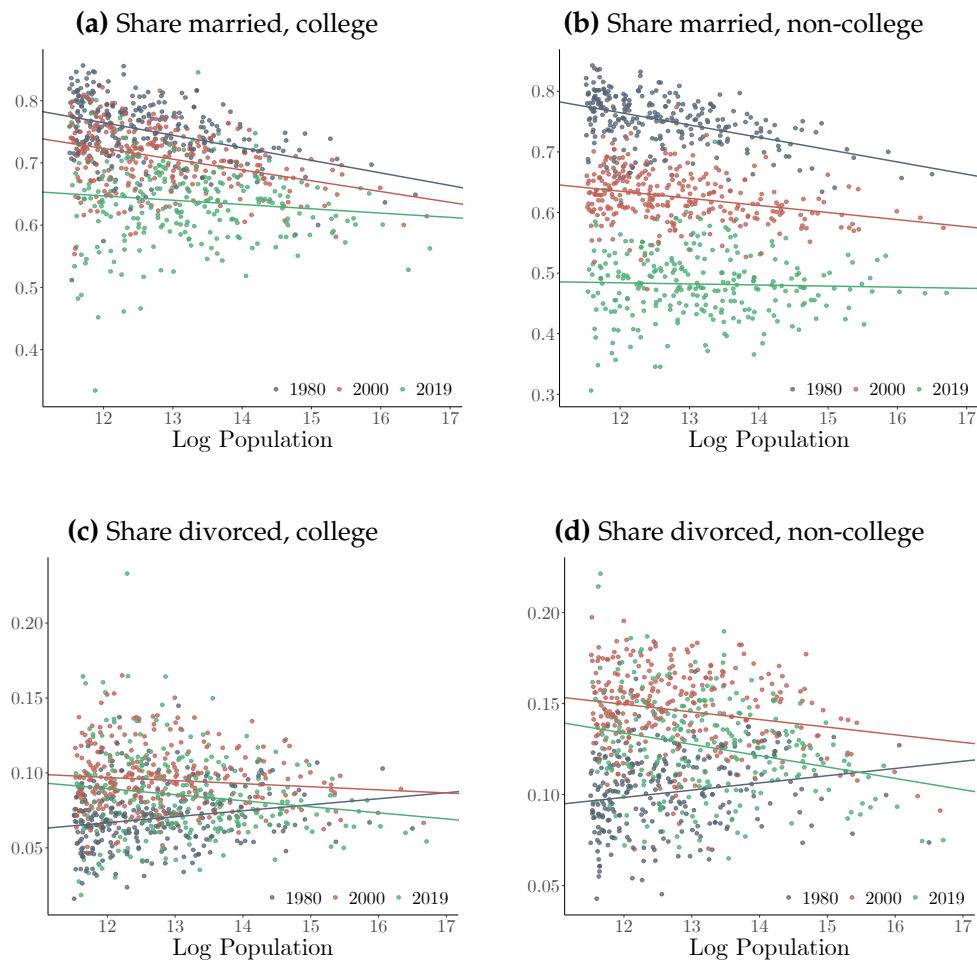 (a) Share married, college
0.8
0.7
0.6
0.5
0.4
1980 2000 2019
12 13 14 15 16 17
Log Population
(b) Share married, non-college
0.8
0.7
0.6
0.5
0.4
0.3
1980 2000 2019
12 13 14 15 16 17
Log Population
(c) Share divorced, college
0.20
0.15
0.10
0.05
1980 2000 2019
12 13 14 15 16 17
Log Population
(d) Share divorced, non-college
0.20
0.15
0.10
0.05
1980 2000 2019
12 13 14 15 16 17
Log Population